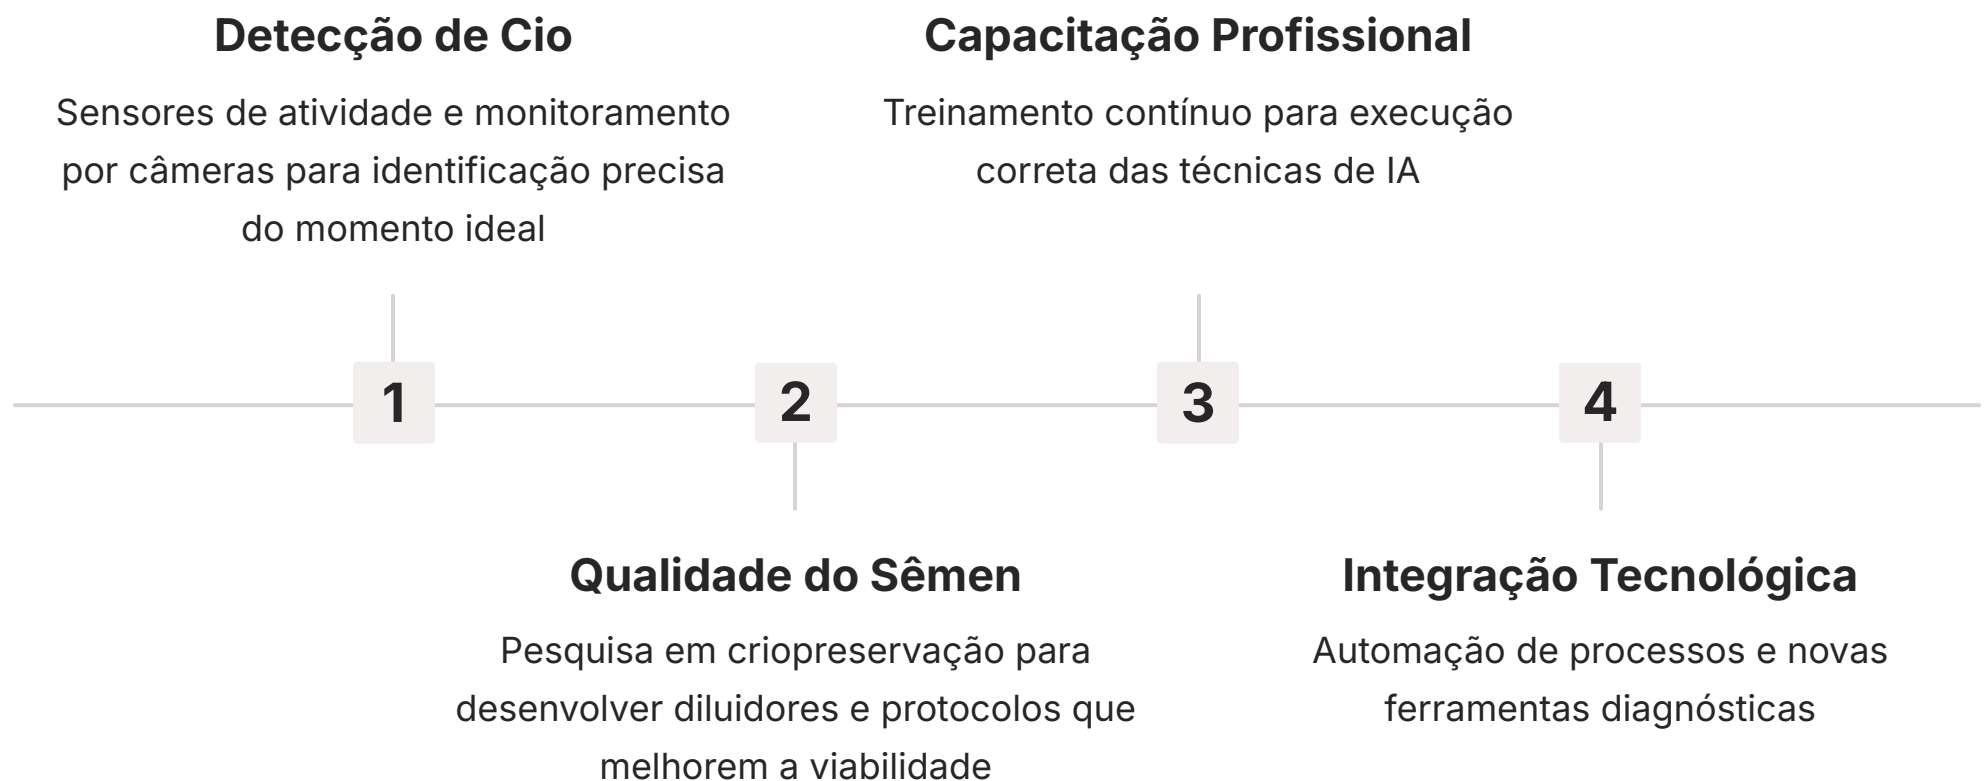 Detecção de Cio
Sensores de atividade e monitoramento
por câmeras para identificação precisa
do momento ideal
Capacitação Profissional
Treinamento contínuo para execução
correta das técnicas de IA
1
2
3
4
Qualidade do Sêmen
Pesquisa em criopreservação para
desenvolver diluidores e protocolos que
melhorem a viabilidade
Integração Tecnológica
Automação de processos e novas
ferramentas diagnósticas